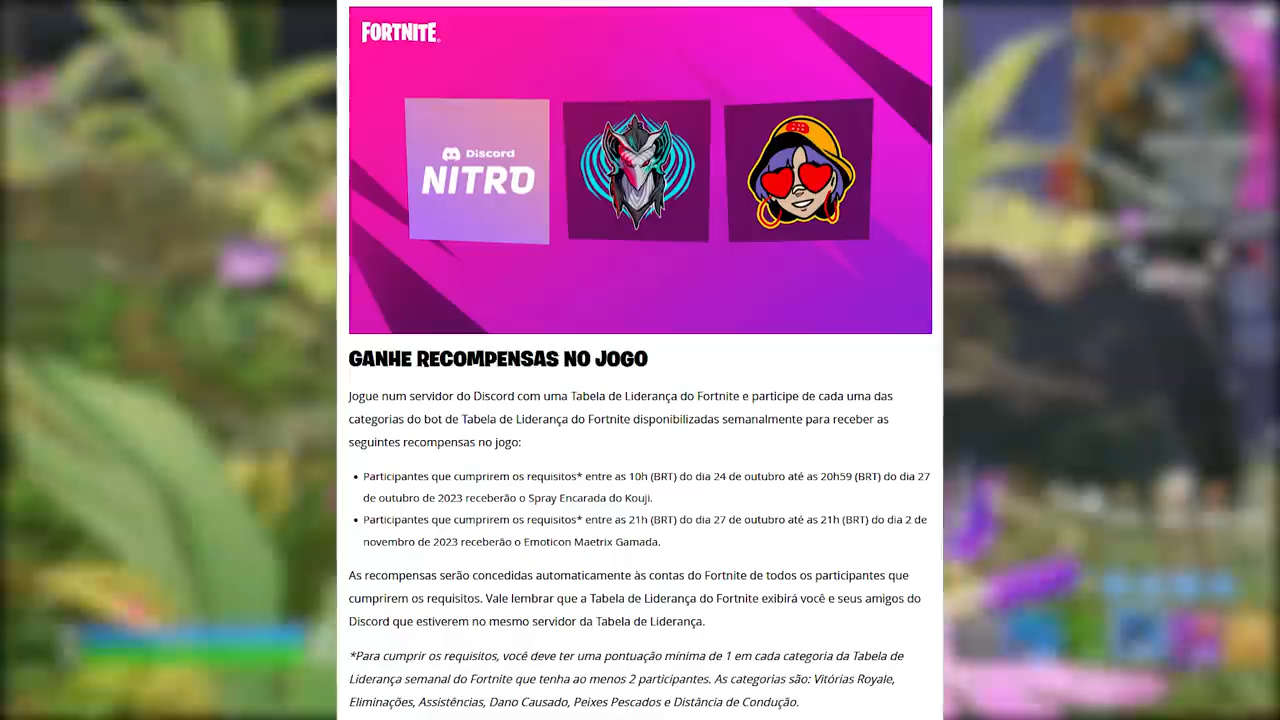 FORTNITE
Discord
NITRO
GANHE RECOMPENSAS NO JOGO
Jogue num servidor do Discord com uma Tabela de Liderança do Fortnite e participe de cada uma das
categorias do bot de Tabela de Liderança do Fortnite disponibilizadas semanalmente para receber as
seguintes recompensas no jogo:
• Participantes que cumprirem os requisitos* entre as 10h (BRT) do dia 24 de outubro até as 20h59 (BRT) do dia 27
de outubro de 2023 receberão o Spray Encarada do Kouji.
• Participantes que cumprirem os requisitos* entre as 21h (BRT) do dia 27 de outubro até as 21h (BRT) do dia 2 de
novembro de 2023 receberão o Emoticon Maetrix Gamada.
As recompensas serão concedidas automaticamente às contas do Fortnite de todos os participantes que
cumprirem os requisitos. Vale lembrar que a Tabela de Liderança do Fortnite exibirá você e seus amigos do
Discord que estiverem no mesmo servidor da Tabela de Liderança.
*Para cumprir os requisitos, você deve ter uma pontuação mínima de 1 em cada categoria da Tabela de
Liderança semanal do Fortnite que tenha ao menos 2 participantes. As categorias são: Vitórias Royale,
Eliminações, Assistências, Dano Causado, Peixes Pescados e Distância de Condução.